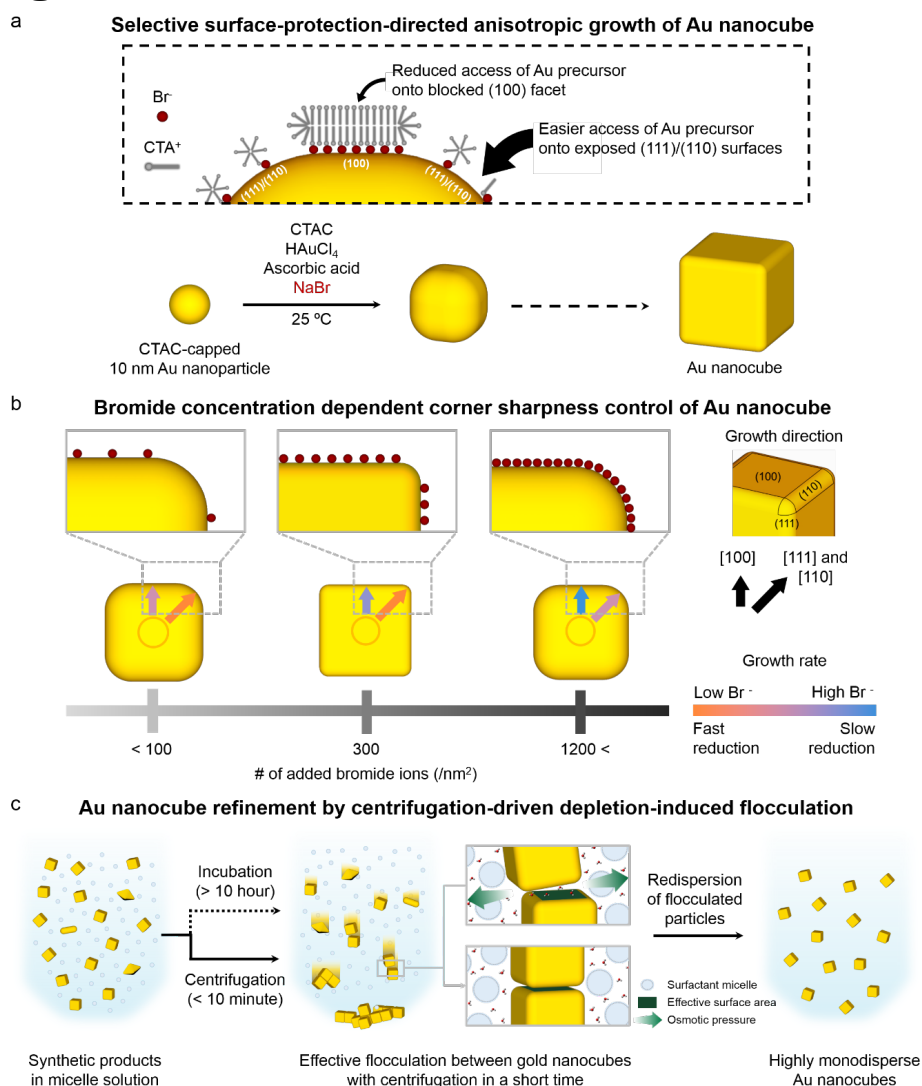 a
Selective surface-protection-directed anisotropic growth of Au nanocube
Br-
CTA+
Reduced access of Au precursor
onto blocked (100) facet
Easier access of Au precursor
onto exposed (111)/(110) surfaces
(111)/(110)
(100)
(111)/(110)
CTAC
HAuCl4
Ascorbic acid
NaBr
25 ºC
CTAC-capped
10 nm Au nanoparticle
Au nanocube
b
Bromide concentration dependent corner sharpness control of Au nanocube
Growth direction
(100)
(110)
(111)
[100]
[111] and
[110]
Growth rate
Low Br -
High Br -
Fast
reduction
Slow
reduction
< 100
300
1200 <
# of added bromide ions (/nm2)
c
Au nanocube refinement by centrifugation-driven depletion-induced flocculation
Incubation
(> 10 hour)
Centrifugation
(< 10 minute)
Redispersion
of flocculated
particles
Surfactant micelle
Effective surface area
Osmotic pressure
Synthetic products
in micelle solution
Effective flocculation between gold nanocubes
with centrifugation in a short time
Highly monodisperse
Au nanocubes